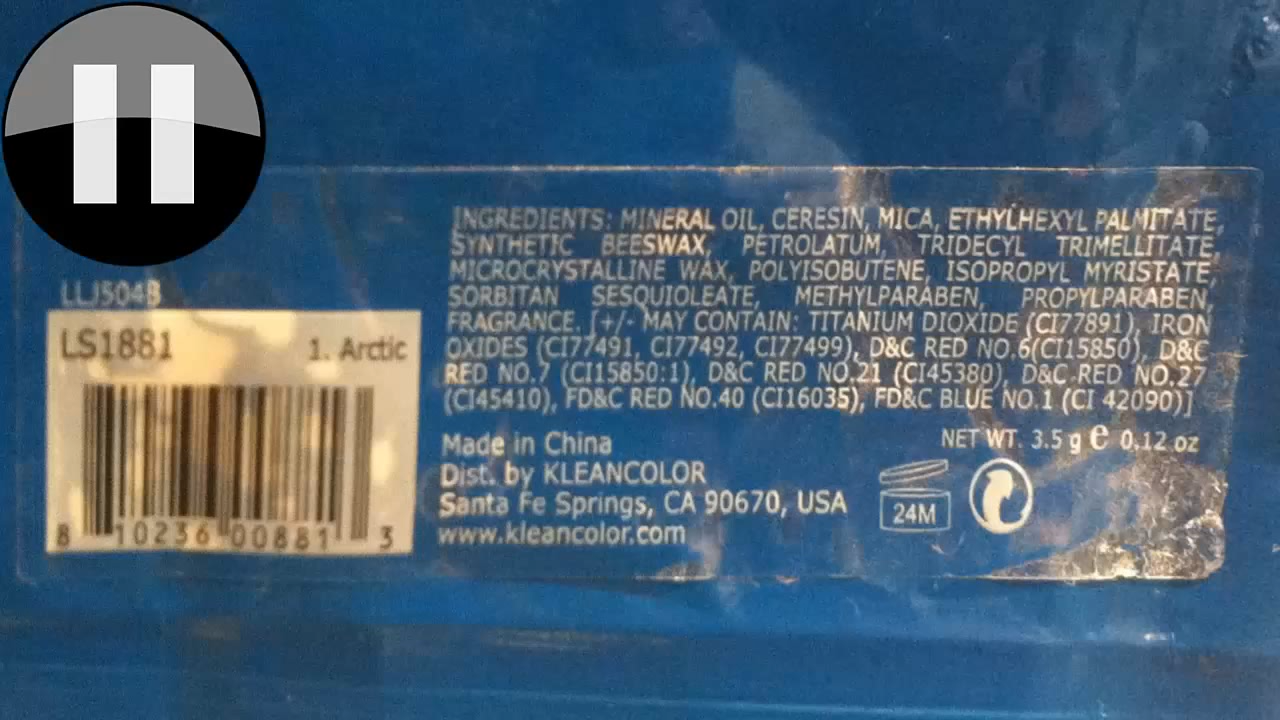 LLJ504B
LS1881 1. Arctic
8 10236 00881 3
INGREDIENTS: MINERAL OIL, CERESIN, MICA, ETHYLHEXYL PALMITATE,
SYNTHETIC BEESWAX, PETROLATUM, TRIDECYL TRIMELLITATE,
MICROCRYSTALLINE WAX, POLYISOBUTENE, ISOPROPYL MYRISTATE,
SORBITAN SESQUIOLEATE, METHYLPARABEN, PROPYLPARABEN,
FRAGRANCE. [+/- MAY CONTAIN: TITANIUM DIOXIDE (CI77891), IRON
OXIDES (CI77491, CI77492, CI77499), D&C RED NO.6(CI15850), D&C
RED NO.7 (CI15850:1), D&C RED NO.21 (CI45380), D&C RED NO.27
(CI45410), FD&C RED NO.40 (CI16035), FD&C BLUE NO.1 (CI 42090)]
NET WT. 3.5 g e 0.12 oz
Made in China
Dist. by KLEANCOLOR
Santa Fe Springs, CA 90670, USA
www.kleancolor.com
24M